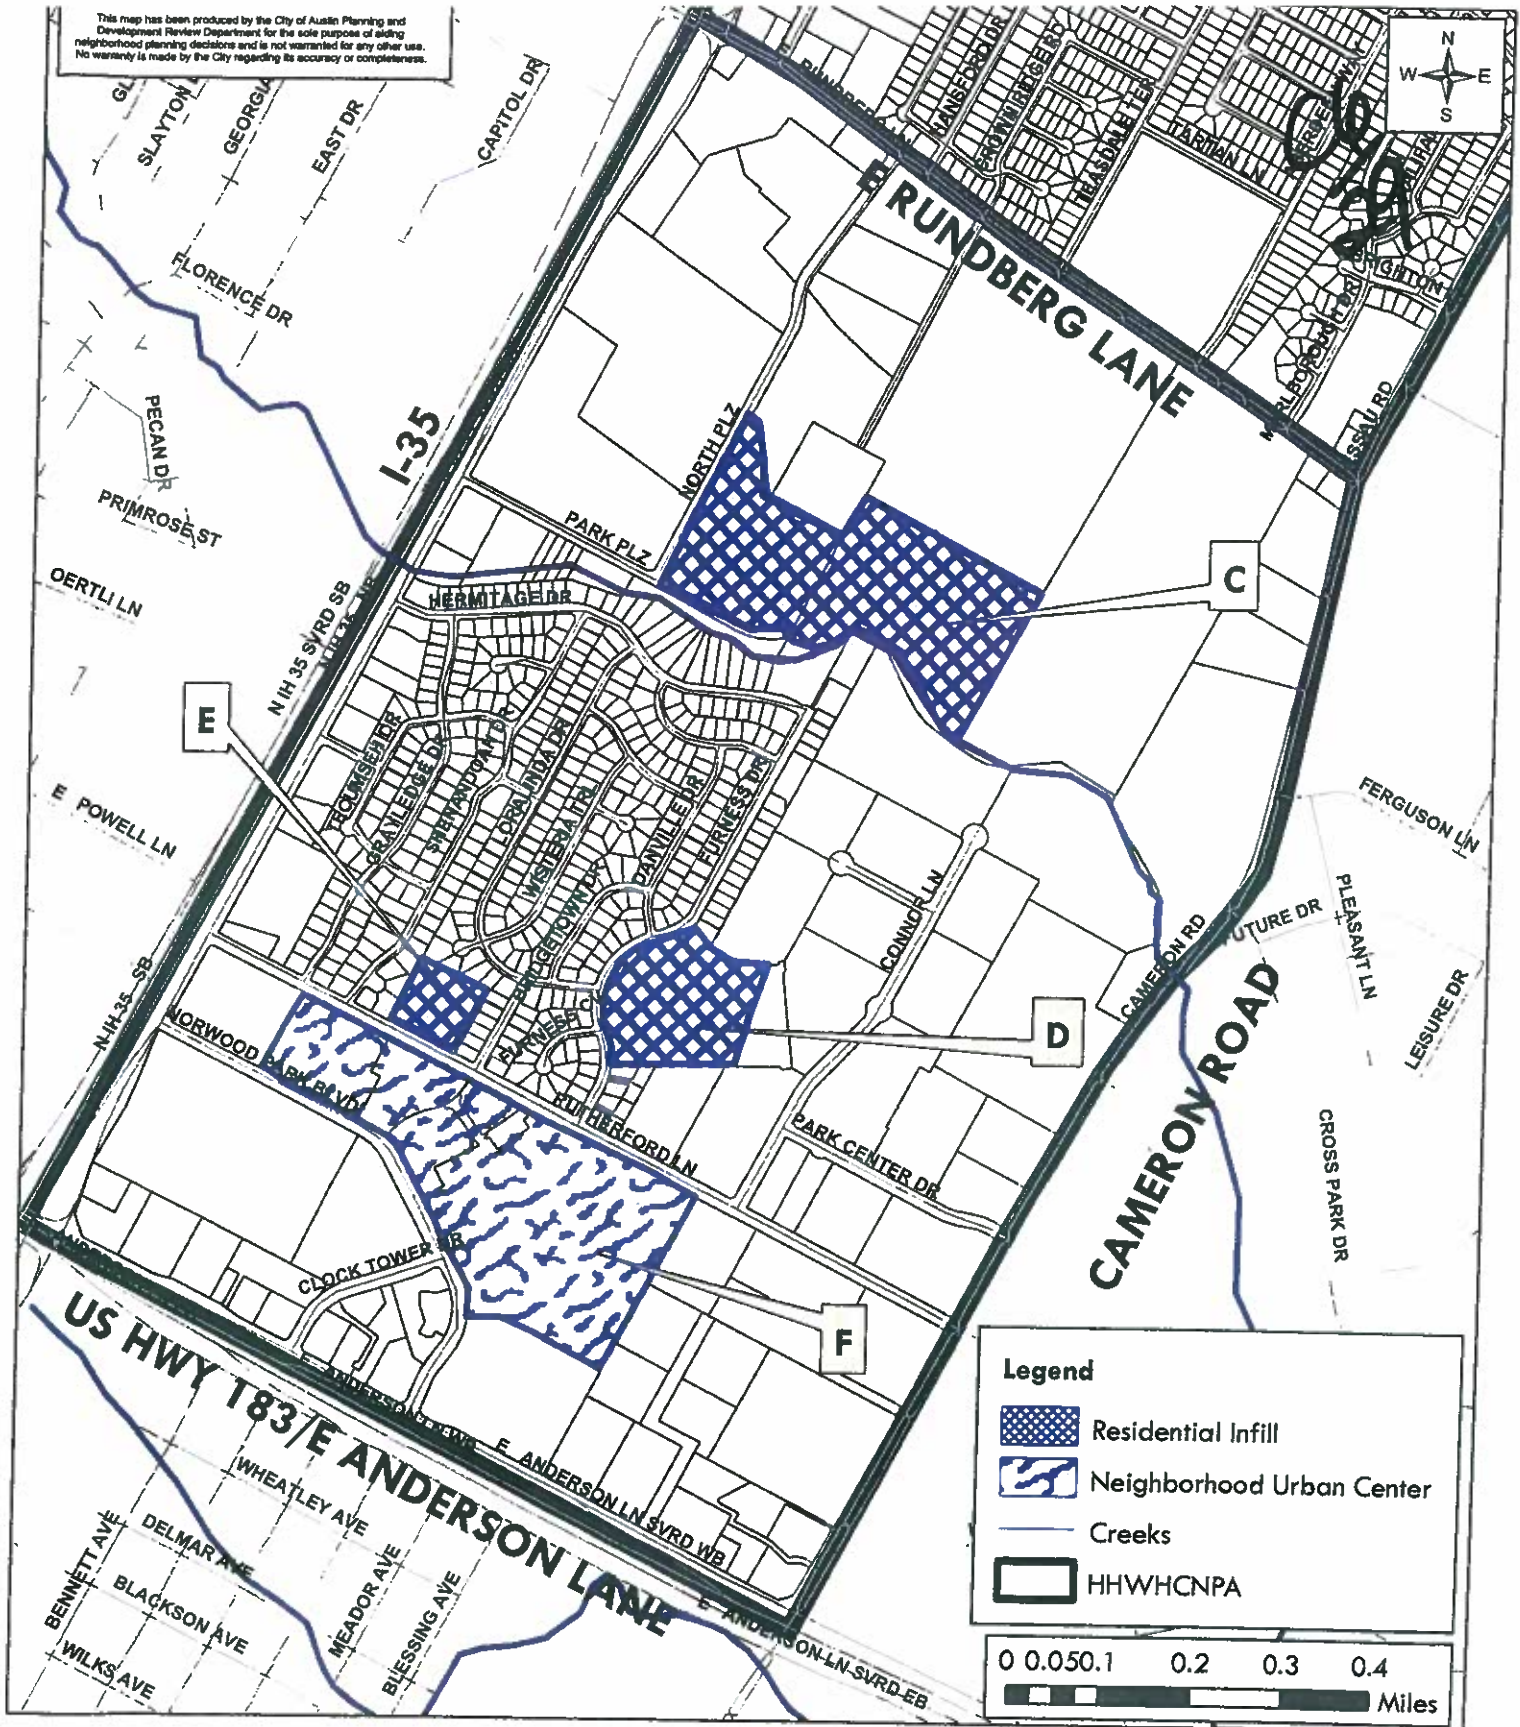 This map has been produced by the City of Austin Planning and
Development Review Department for the sole purpose of aiding
neighborhood planning decisions and is not warranted for any other use.
No warranty is made by the City regarding its accuracy or completeness.
N
W E
S
SLAYTON
GEORGIA
EAST DR
CAPITOL DR
HANSFORD DR
TEASDALE TER
TARTAN LN
E RUNDBERG LANE
BRIGHTON
MARLBOROUGH DR
FLORENCE DR
PECAN DR
PRIMROSE ST
I-35
NORTH PLZ
PARK PLZ
OERTLI LN
HERMITAGE DR
C
N IH 35 SVRD SB
E
E POWELL LN
GRAYLEDGE DR
SHENANDOAH DR
LORALINDA DR
WISTERIA TRL
DANVILLE DR
FURNESS DR
BRIDGETOWN DR
CONNOR LN
FERGUSON LN
PLEASANT LN
CAMERON RD
FUTURE DR
LEISURE DR
N IH 35 SB
NORWOOD PARK BLVD
D
RUTHERFORD LN
PARK CENTER DR
CAMERON ROAD
CROSS PARK DR
CLOCK TOWER DR
F
US HWY 183/E ANDERSON LANE
E ANDERSON LN SVRD WB
WHEATLEY AVE
DELMAR AVE
BENNETT AVE
BLACKSON AVE
MEADOR AVE
BLESSING AVE
WILKS AVE
E ANDERSON LN SVRD EB
Legend
Residential Infill
Neighborhood Urban Center
Creeks
HHWHCNPA
0 0.05 0.1 0.2 0.3 0.4
Miles